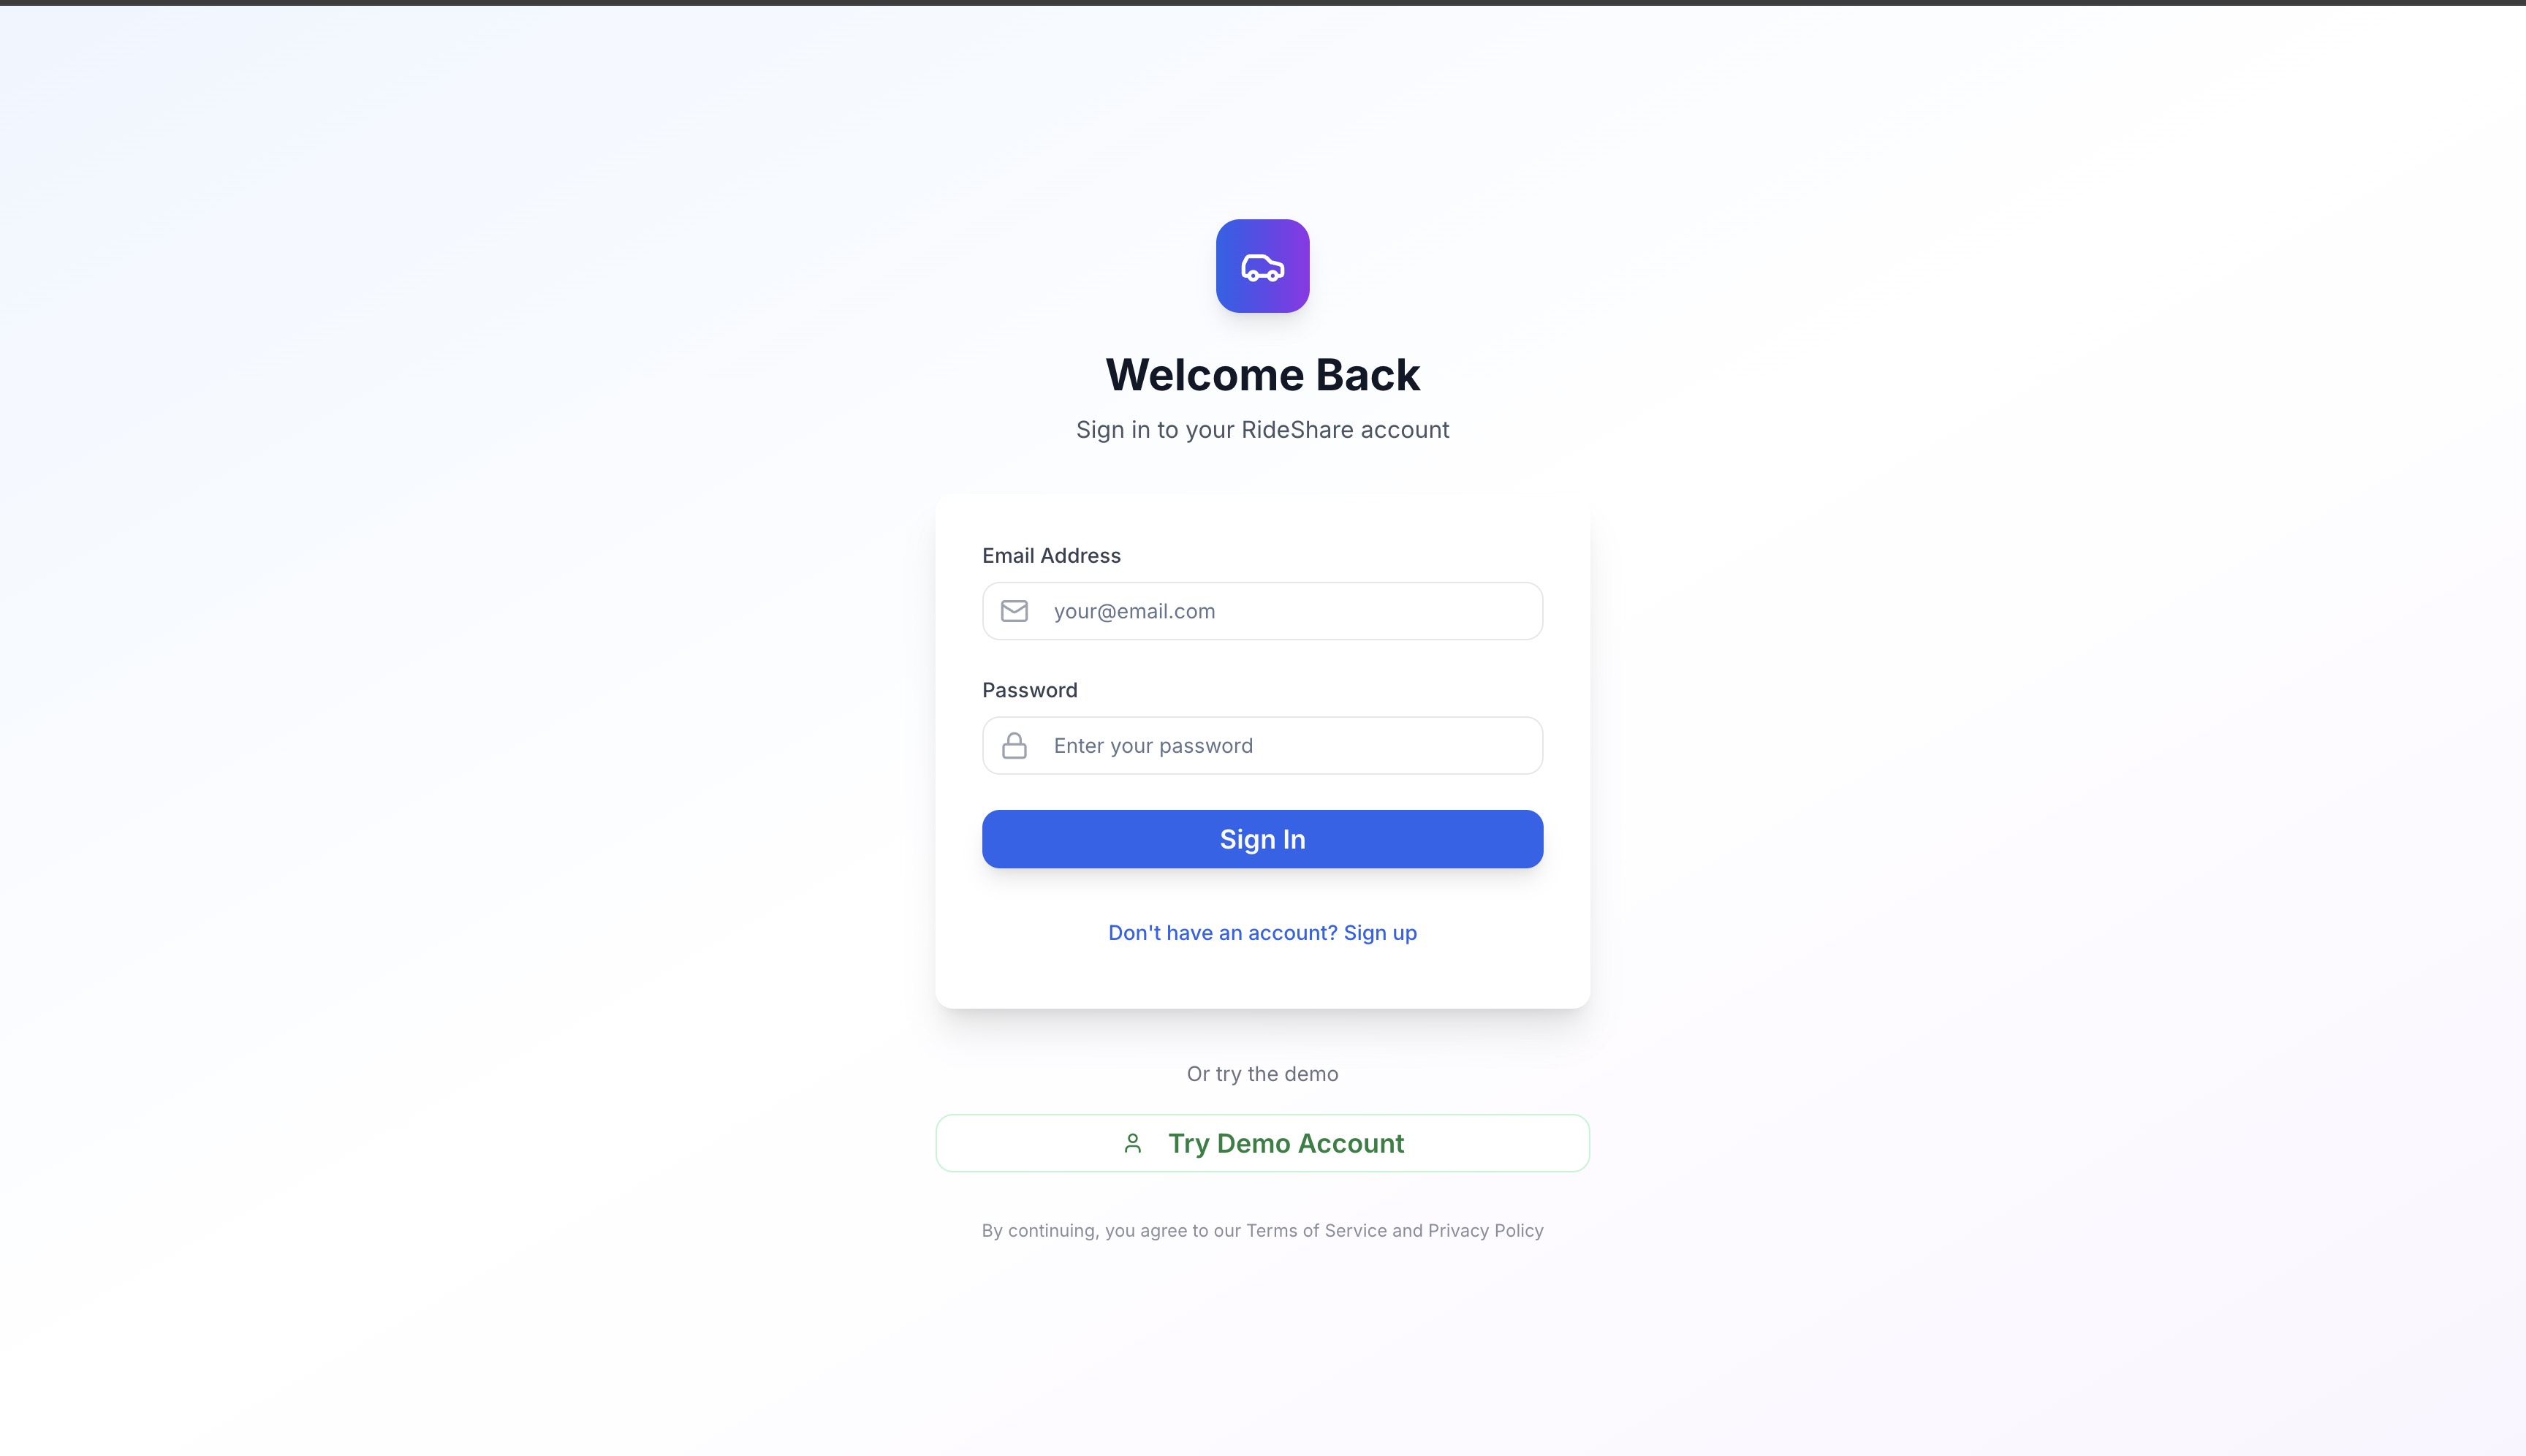 Welcome Back
Sign in to your RideShare account
Email Address
your@email.com
Password
Enter your password
Sign In
Don't have an account? Sign up
Or try the demo
Try Demo Account
By continuing, you agree to our Terms of Service and Privacy Policy